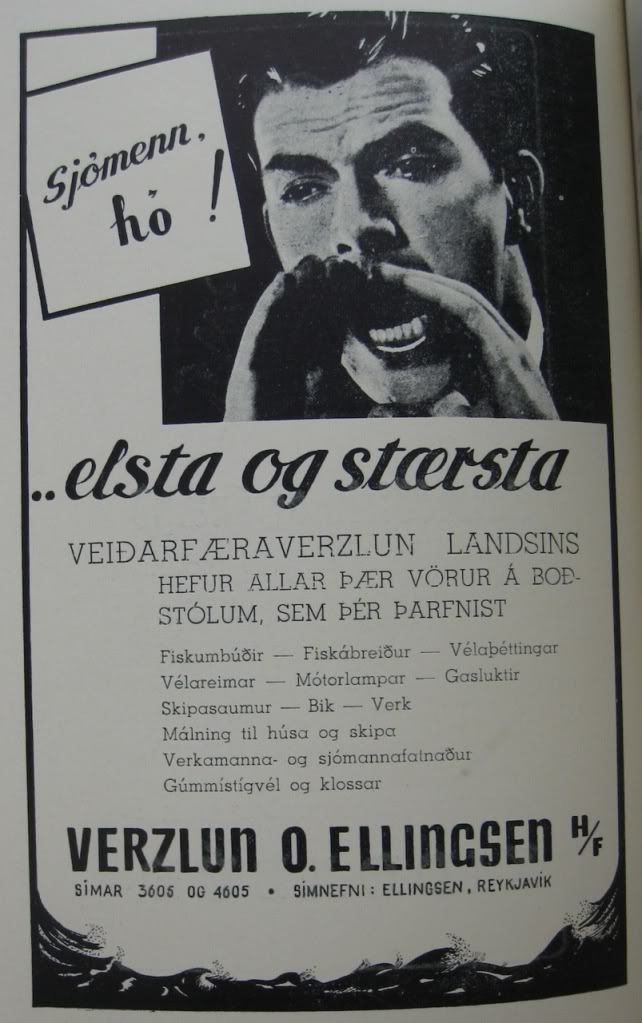 Sjómenn,
hó !
..elsta og stærsta
VEIÐARFÆRAVERZLUN LANDSINS
HEFUR ALLAR ÞÆR VÖRUR Á BOÐ-
STÓLUM, SEM ÞÉR ÞARFNIST
Fiskumbúðir — Fiskábreiður — Vélaþéttingar
Vélareimar — Mótorlampar — Gasluktir
Skipasaumur — Bik — Verk
Málning til húsa og skipa
Verkamanna- og sjómannafatnaður
Gúmmístígvél og klossar
VERZLUN O. ELLINGSEN H/F
SÍMAR 3605 OG 4605 • SÍMNEFNI: ELLINGSEN, REYKJAVÍK